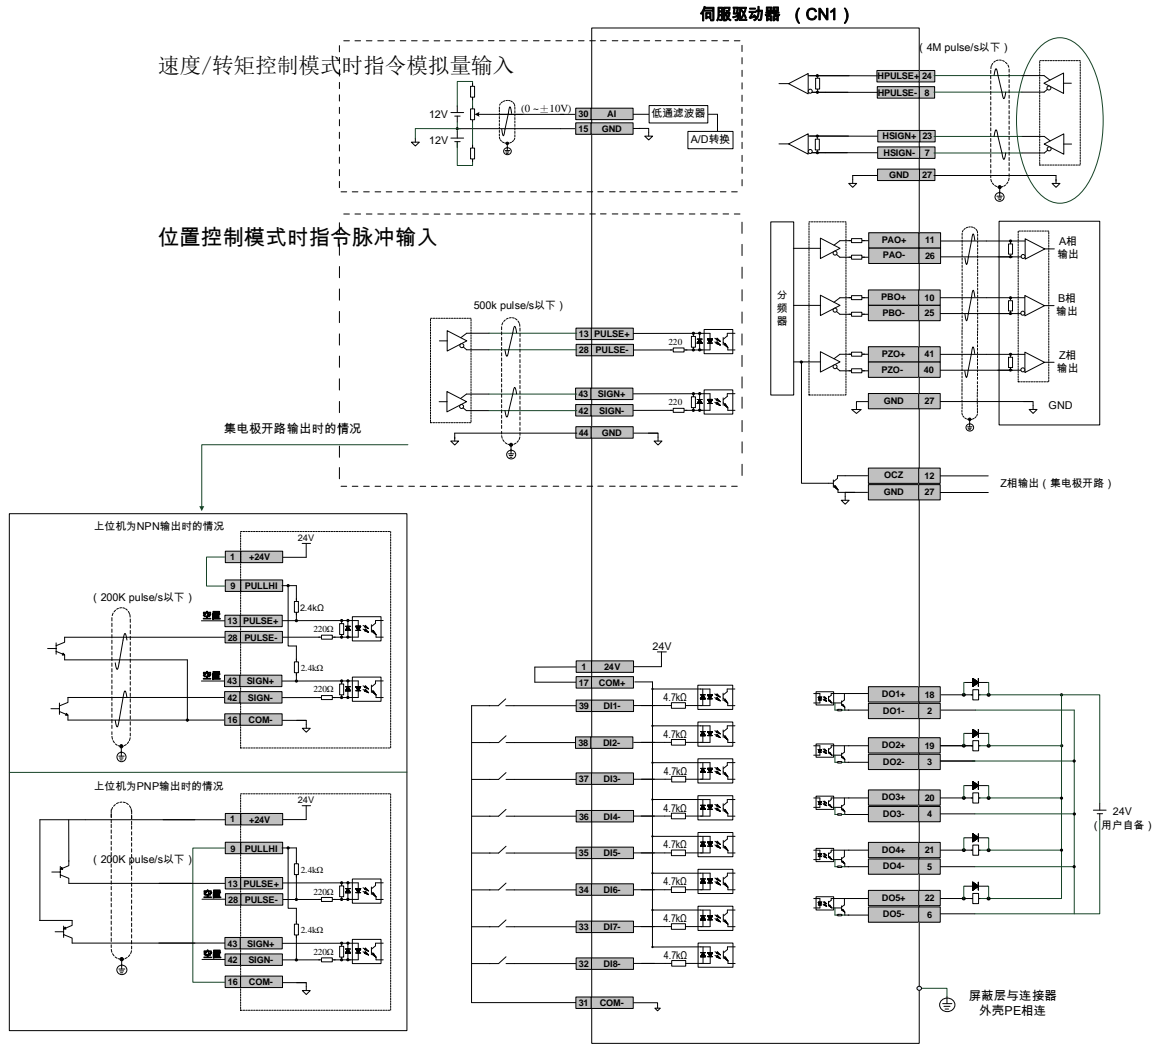 伺服驱动器 （CN1）
速度/转矩控制模式时指令模拟量输入
12V
12V
(0 ~ ±10V)
30 AI
15 GND
低通滤波器
A/D转换
（4M pulse/s以下）
HPULSE+ 24
HPULSE- 8
HSIGN+ 23
HSIGN- 7
GND 27
位置控制模式时指令脉冲输入
500k pulse/s以下）
13 PULSE+
28 PULSE-
220
43 SIGN+
42 SIGN-
220
44 GND
分频器
PAO+ 11
PAO- 26
A相
输出
PBO+ 10
PBO- 25
B相
输出
PZO+ 41
PZO- 40
Z相
输出
GND 27
GND
OCZ 12
GND 27
Z相输出（集电极开路）
集电极开路输出时的情况
上位机为NPN输出时的情况
24V
1 +24V
9 PULLHI
（200K pulse/s以下）
2.4kΩ
空置
13 PULSE+
28 PULSE-
220Ω
2.4kΩ
空置
43 SIGN+
42 SIGN-
220Ω
16 COM-
上位机为PNP输出时的情况
24V
1 +24V
9 PULLHI
（200K pulse/s以下）
2.4kΩ
13 PULSE+
空置
28 PULSE-
220Ω
2.4kΩ
43 SIGN+
空置
42 SIGN-
220Ω
16 COM-
24V
1 24V
17 COM+
39 DI1-
4.7kΩ
38 DI2-
4.7kΩ
37 DI3-
4.7kΩ
36 DI4-
4.7kΩ
35 DI5-
4.7kΩ
34 DI6-
4.7kΩ
33 DI7-
4.7kΩ
32 DI8-
4.7kΩ
31 COM-
DO1+ 18
DO1- 2
DO2+ 19
DO2- 3
DO3+ 20
DO3- 4
DO4+ 21
DO4- 5
DO5+ 22
DO5- 6
24V
（用户自备）
屏蔽层与连接器
外壳PE相连